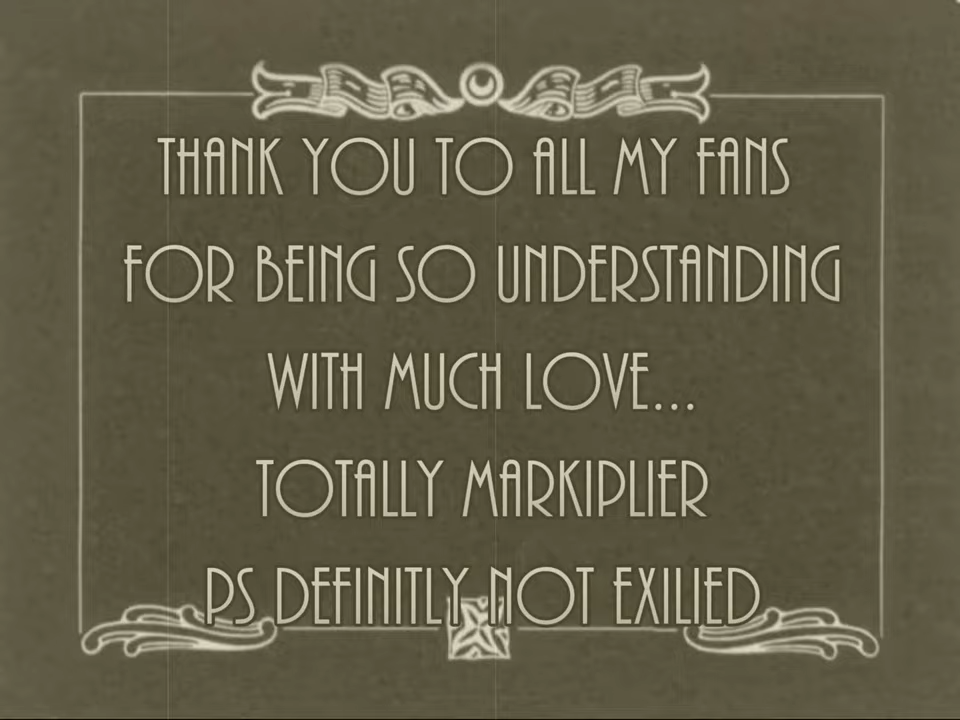 THANK YOU TO ALL MY FANS
FOR BEING SO UNDERSTANDING
WITH MUCH LOVE...
TOTALLY MARKIPLIER
PS DEFINITLY NOT EXILIED